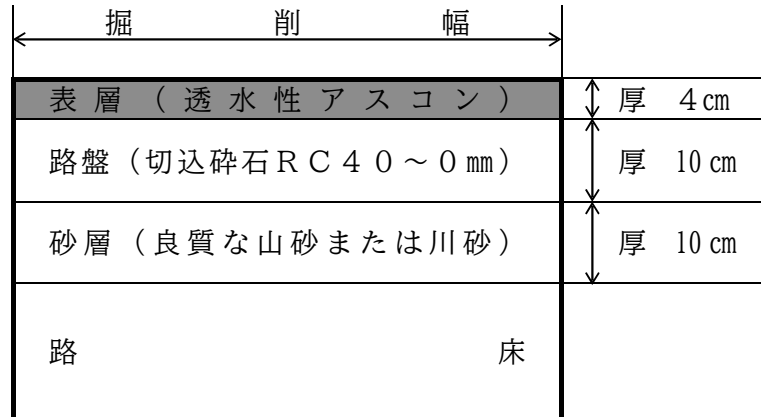 掘削幅
表層（透水性アスコン） 厚 4㎝
路盤（切込砕石ＲＣ４０～０㎜） 厚 10㎝
砂層（良質な山砂または川砂） 厚 10㎝
路床